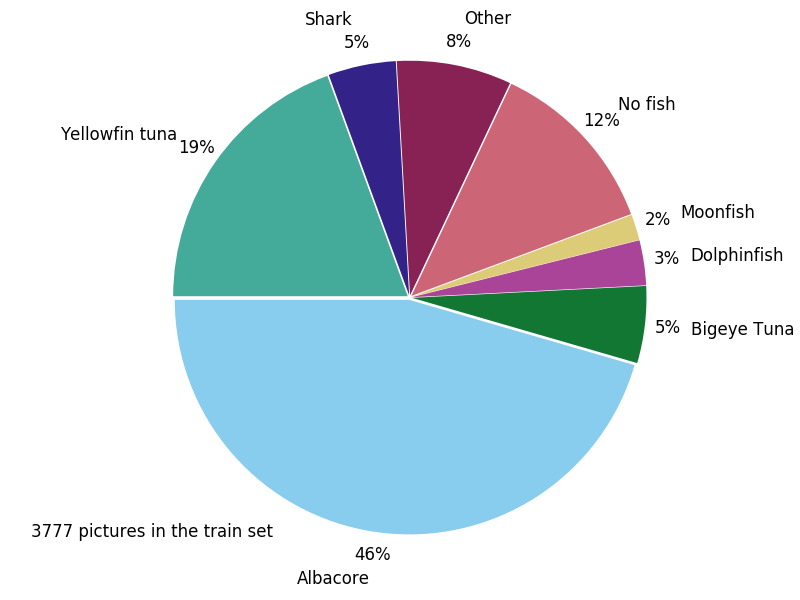 Shark
5%
Other
8%
No fish
12%
Yellowfin tuna
19%
Moonfish
2%
Dolphinfish
3%
Bigeye Tuna
5%
3777 pictures in the train set
46%
Albacore